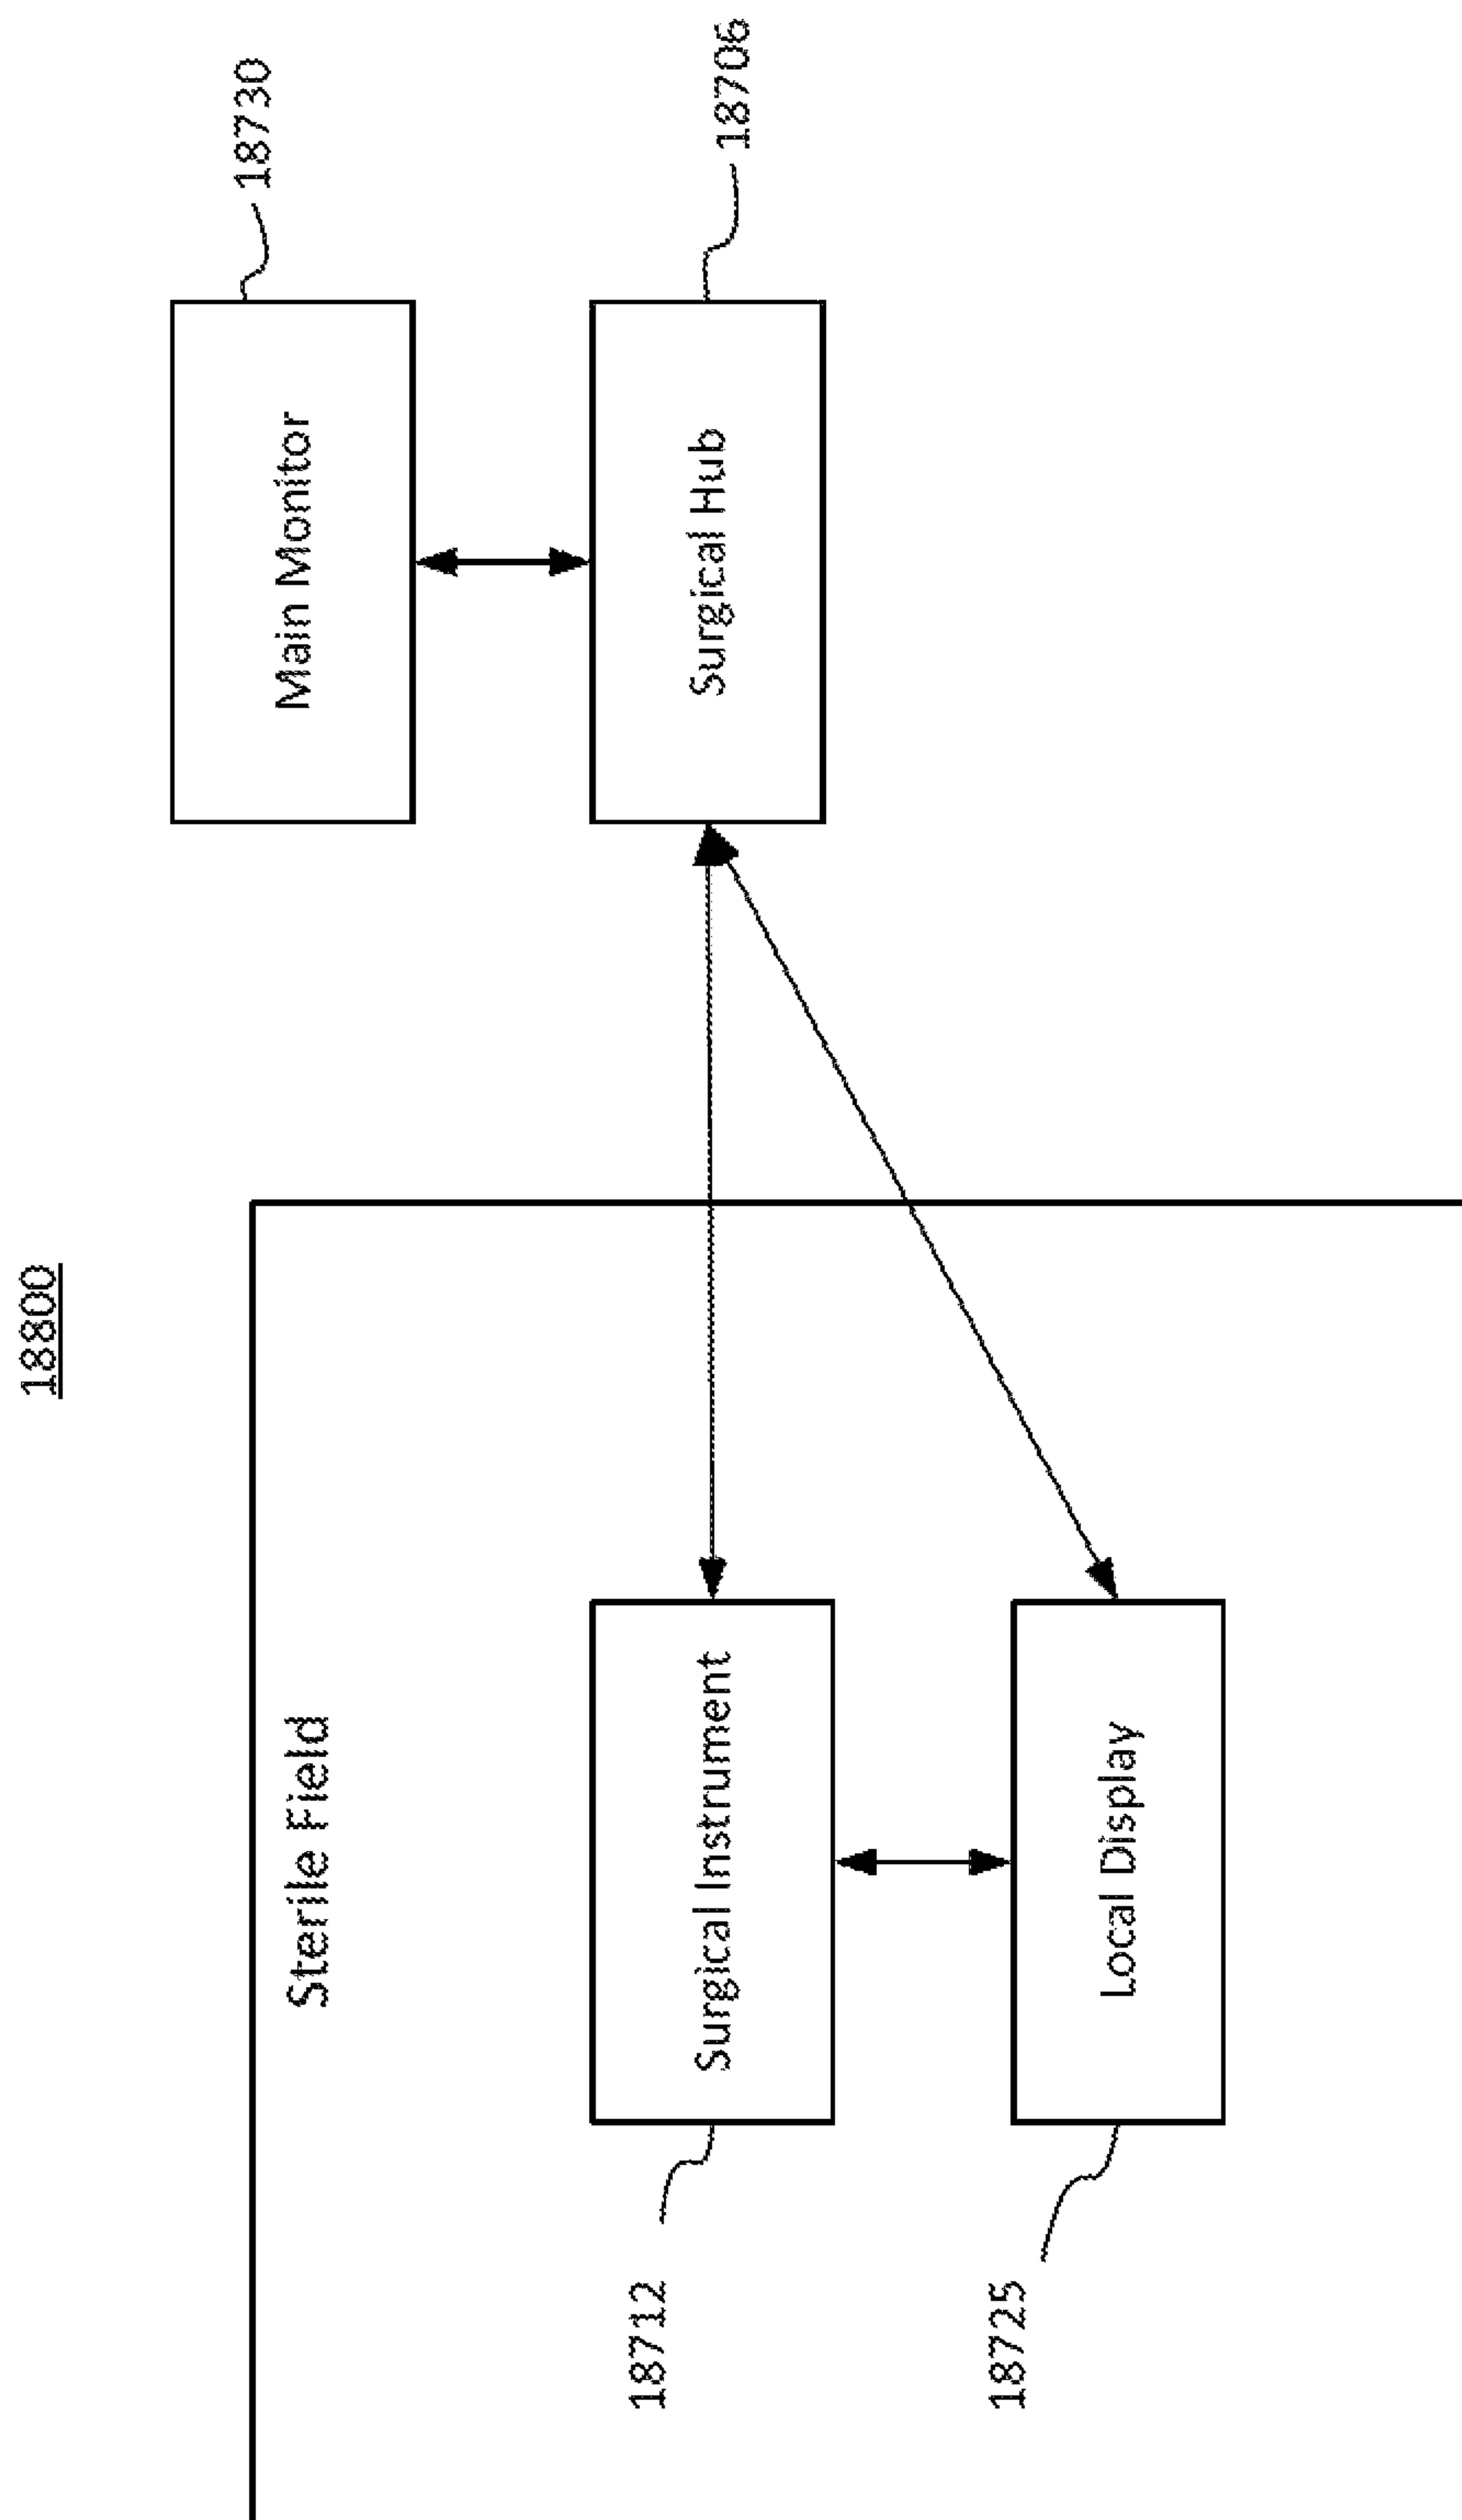 18800
Sterile Field
Main Monitor
18730
18712
Surgical Instrument
Surgical Hub
18706
18725
Local Display